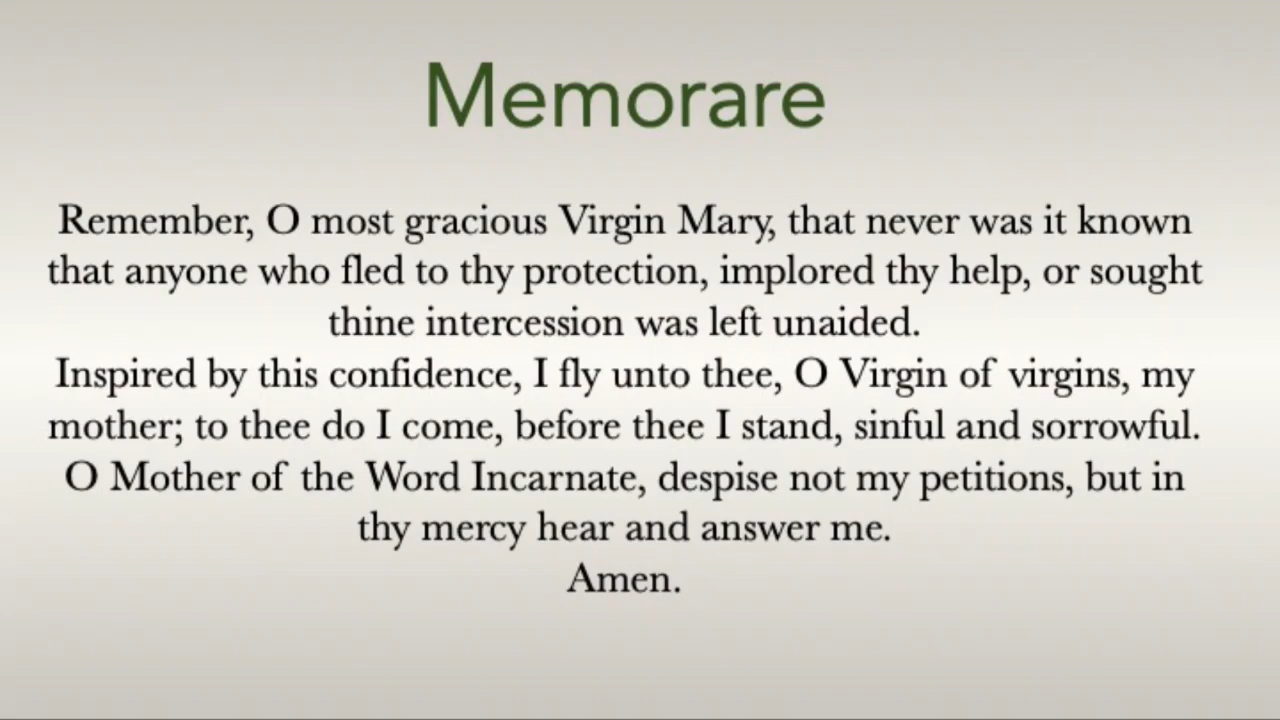 Memorare
Remember, O most gracious Virgin Mary, that never was it known
that anyone who fled to thy protection, implored thy help, or sought
thine intercession was left unaided.
Inspired by this confidence, I fly unto thee, O Virgin of virgins, my
mother; to thee do I come, before thee I stand, sinful and sorrowful.
O Mother of the Word Incarnate, despise not my petitions, but in
thy mercy hear and answer me.
Amen.